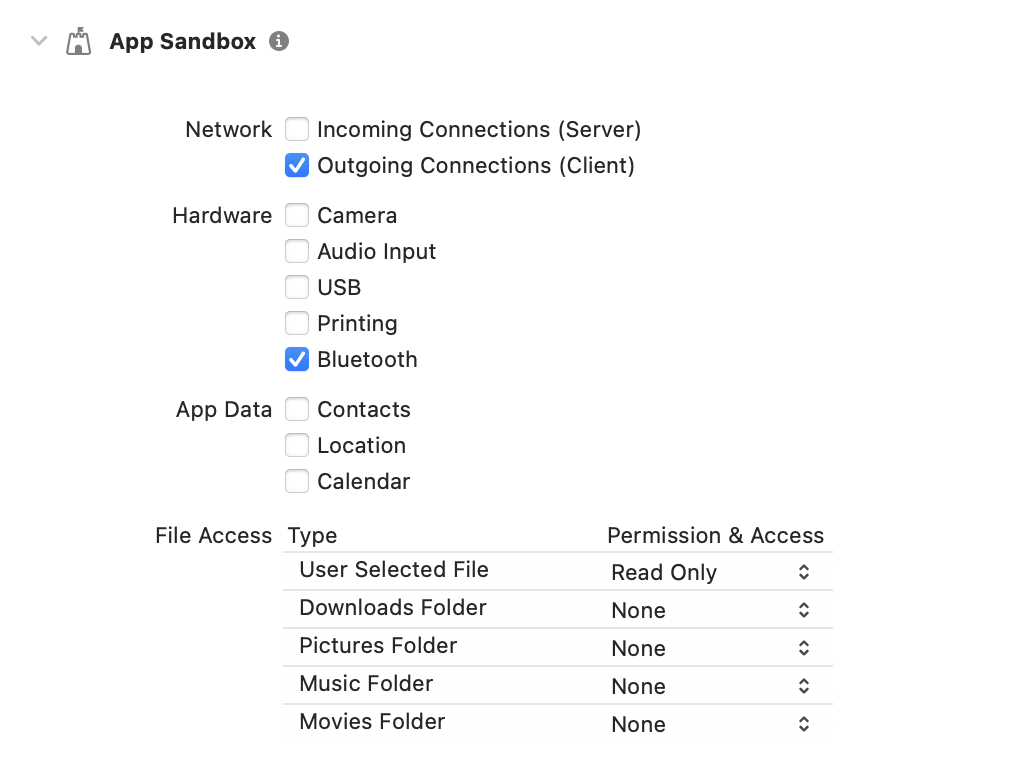 App Sandbox
Network Incoming Connections (Server)
Outgoing Connections (Client)
Hardware Camera
Audio Input
USB
Printing
Bluetooth
App Data Contacts
Location
Calendar
File Access Type Permission & Access
User Selected File Read Only
Downloads Folder None
Pictures Folder None
Music Folder None
Movies Folder None